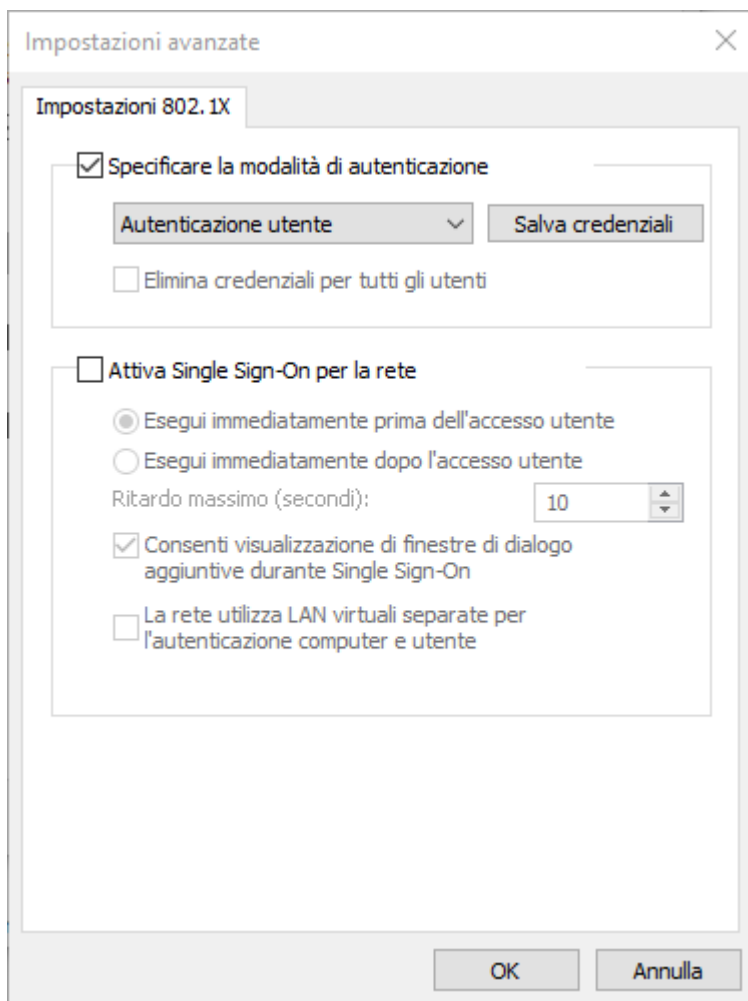 Impostazioni avanzate
Impostazioni 802.1X
Specificare la modalità di autenticazione
Autenticazione utente
Salva credenziali
Elimina credenziali per tutti gli utenti
Attiva Single Sign-On per la rete
Esegui immediatamente prima dell'accesso utente
Esegui immediatamente dopo l'accesso utente
Ritardo massimo (secondi):
10
Consenti visualizzazione di finestre di dialogo
aggiuntive durante Single Sign-On
La rete utilizza LAN virtuali separate per
l'autenticazione computer e utente
OK
Annulla